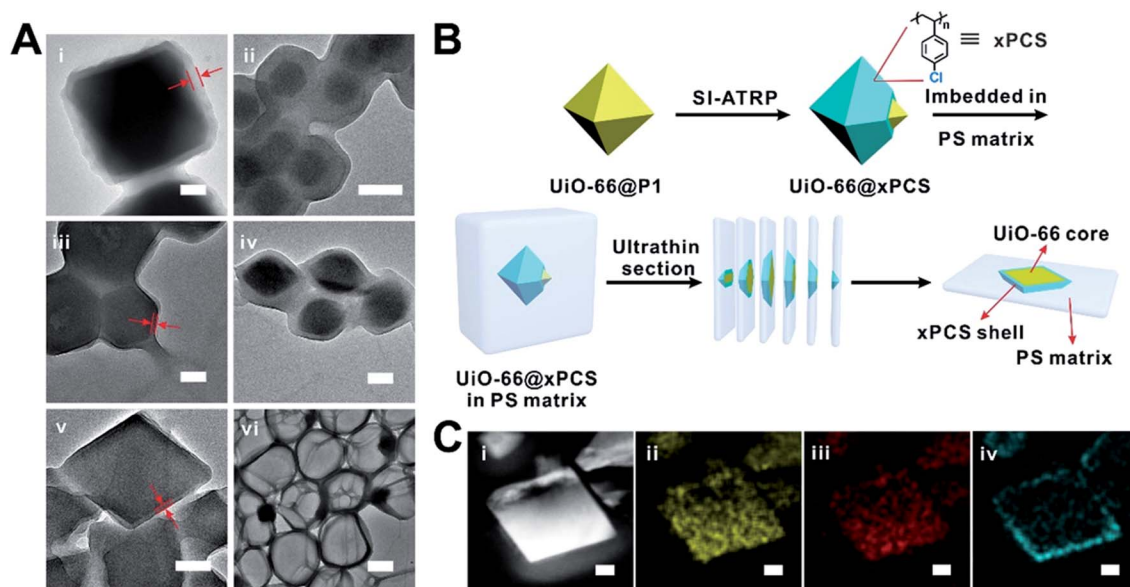 A
i
ii
iii
iv
v
vi
B
n
Cl
≡ xPCS
SI-ATRP
Imbedded in
PS matrix
UiO-66@P1
UiO-66@xPCS
Ultrathin
section
UiO-66 core
xPCS shell
PS matrix
UiO-66@xPCS
in PS matrix
C
i
ii
iii
iv